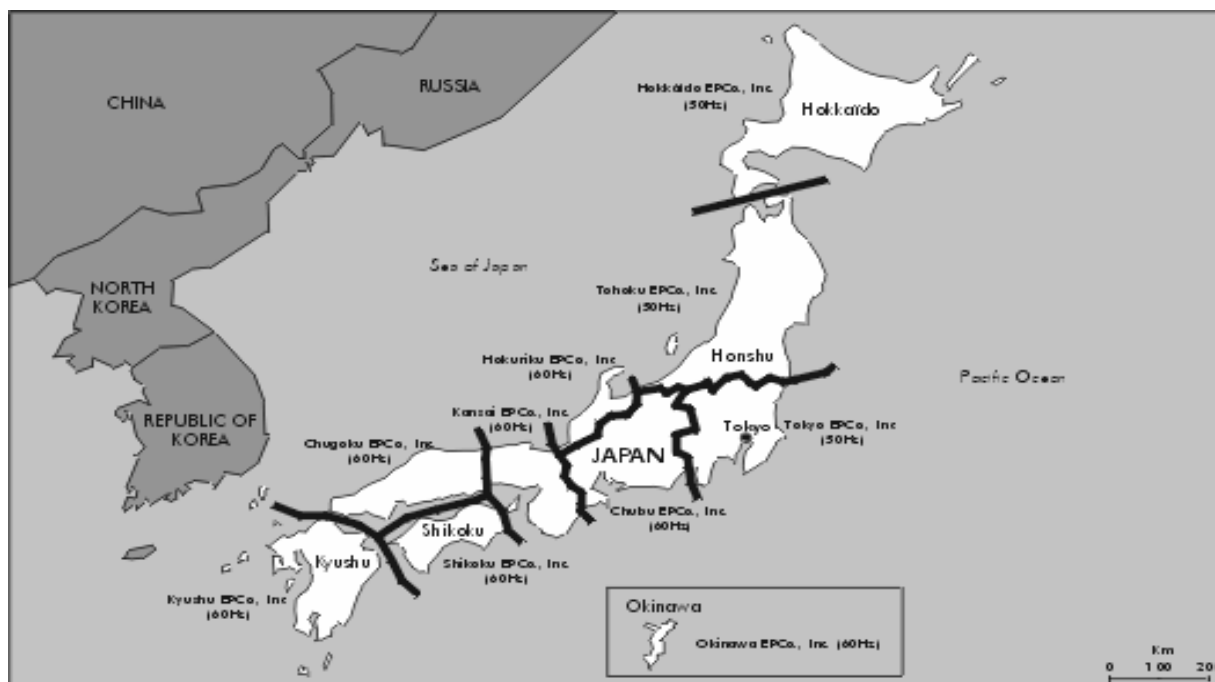 Hokkaido EPCo., Inc.
(50Hz)
Hokkaïdo
RUSSIA
CHINA
Sea of Japan
NORTH
KOREA
Tohoku EPCo., Inc.
(50Hz)
Honshu
Hokuriku EPCo, Inc
(60Hz)
Pacific Ocean
REPUBLIC OF
KOREA
Kansai EPCo., Inc.
(60Hz)
Tokyo
Tokyo EPCo, Inc
(50Hz)
Chugoku EPCo, Inc
(60Hz)
JAPAN
Chubu EPCo., Inc.
(60Hz)
Shikoku
Kyushu
Shikoku EPCo., Inc.
(60Hz)
Kyushu EPCo, Inc
(60Hz)
Okinawa
Okinawa EPCo., Inc. (60Hz)
Km
0 100 20